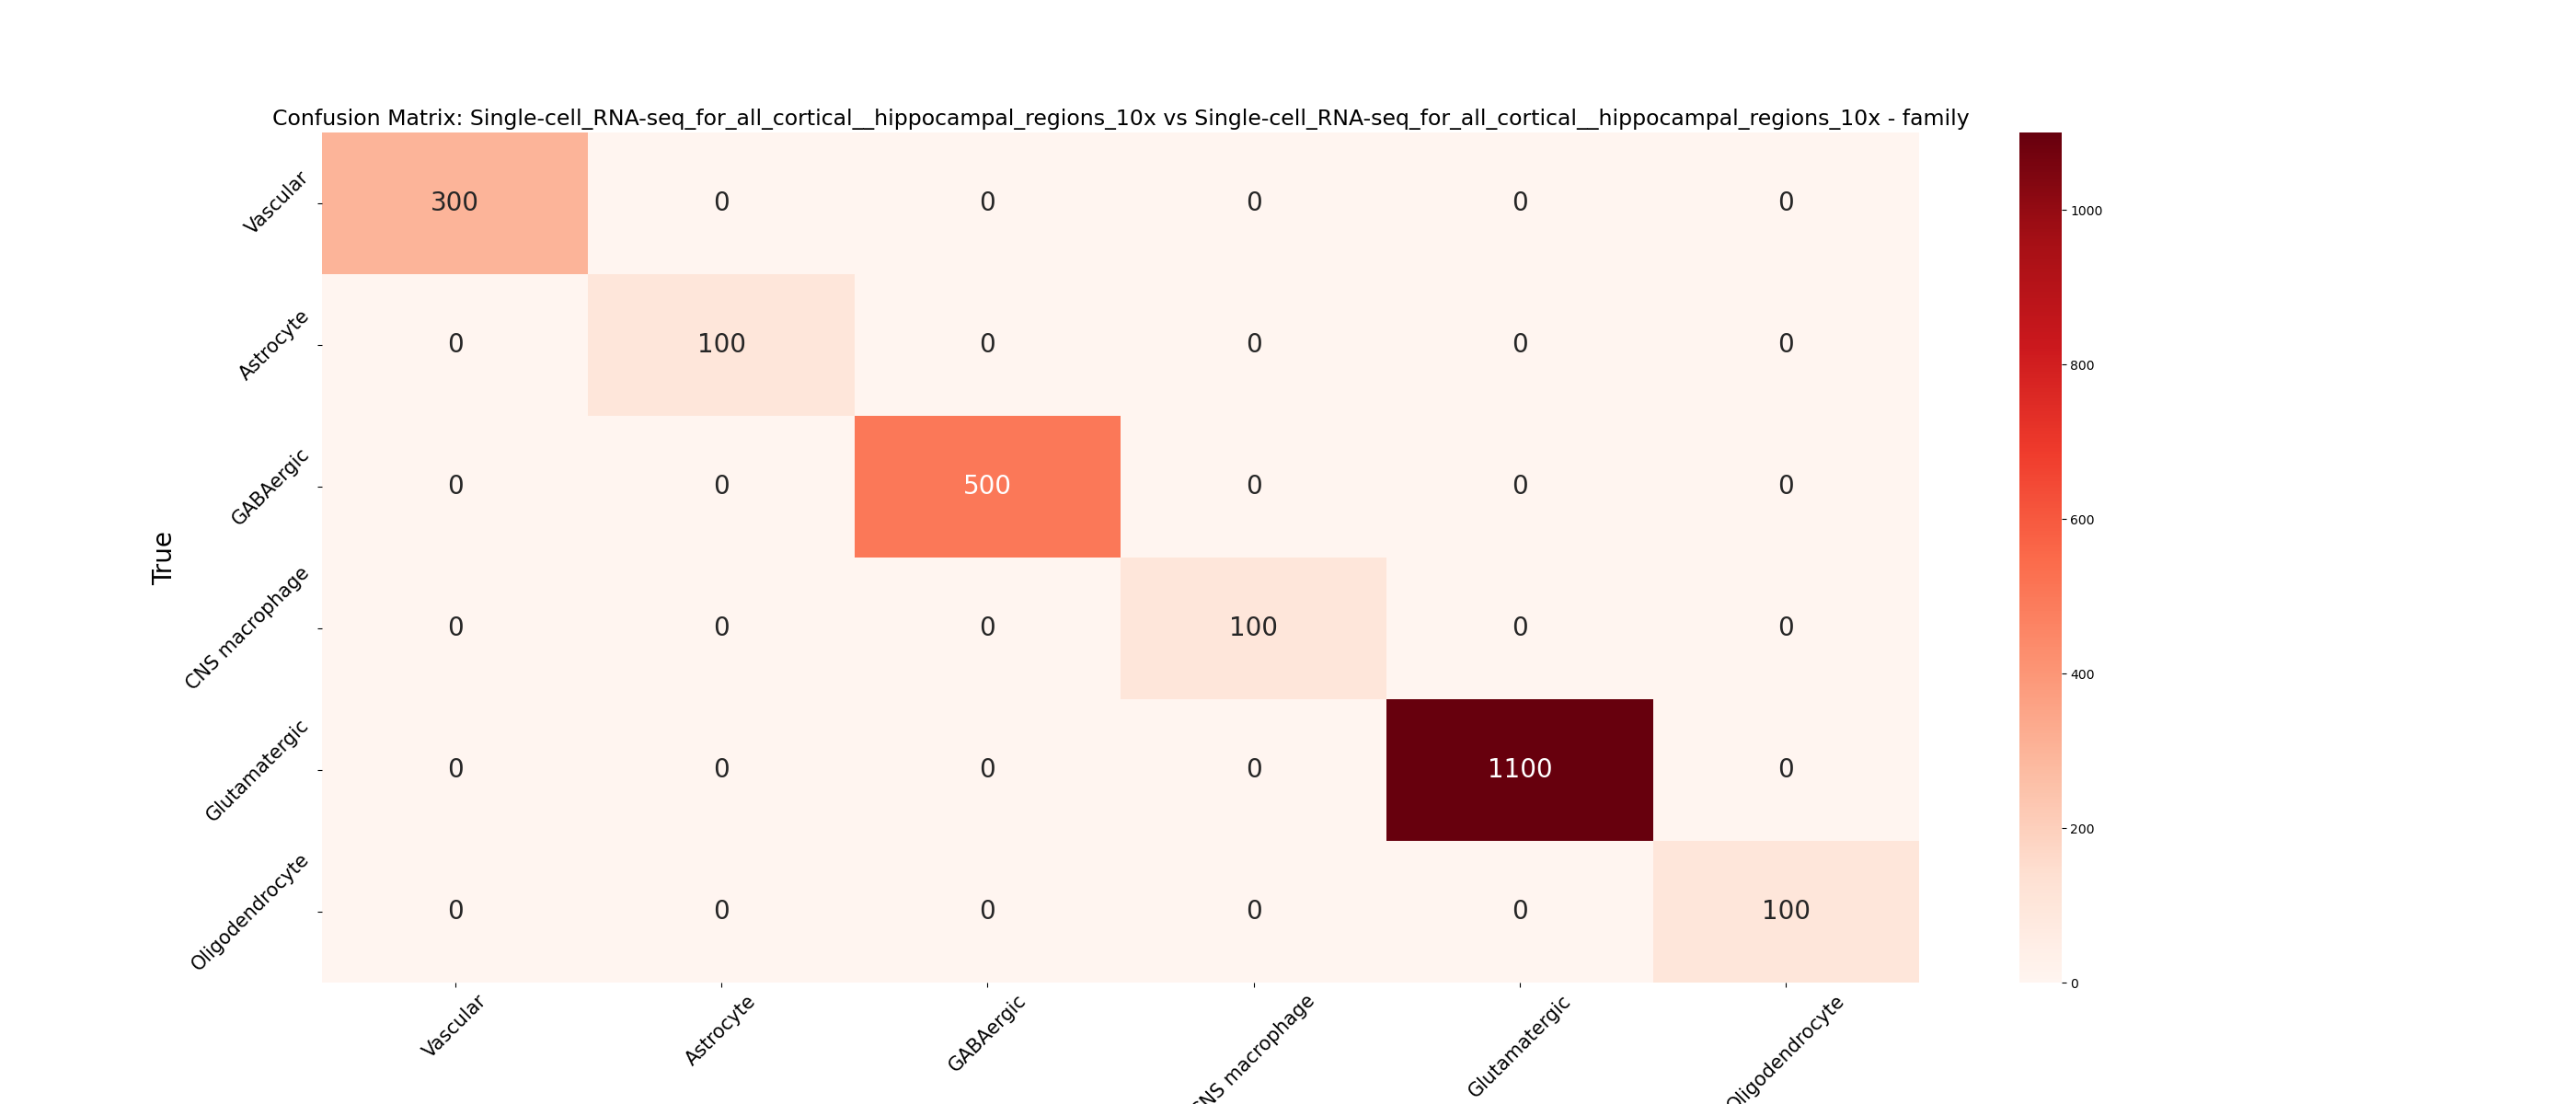 Confusion Matrix: Single-cell_RNA-seq_for_all_cortical__hippocampal_regions_10x vs Single-cell_RNA-seq_for_all_cortical__hippocampal_regions_10x - family
Vascular 300 0 0 0 0 0
Astrocyte 0 100 0 0 0 0
GABAergic 0 0 500 0 0 0
CNS macrophage 0 0 0 100 0 0
Glutamatergic 0 0 0 0 1100 0
Oligodendrocyte 0 0 0 0 0 100
True
Vascular Astrocyte GABAergic CNS macrophage Glutamatergic Oligodendrocyte
1000
800
600
400
200
0